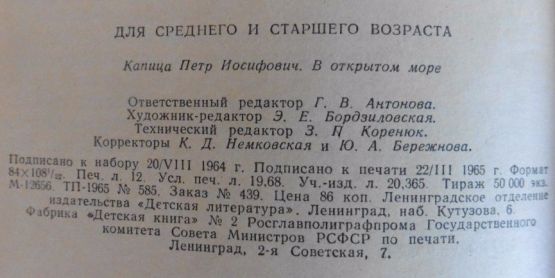 ДЛЯ СРЕДНЕГО И СТАРШЕГО ВОЗРАСТА
Капица Петр Иосифович. В открытом море
Ответственный редактор Г. В. Антонова.
Художник-редактор Э. Е. Бордзиловская.
Технический редактор З. П Коренюк.
Корректоры К. Д. Немковская и Ю. А. Бережнова.
Подписано к набору 20/VIII 1964 г. Подписано к печати 22/III 1965 г. Формат
84×108¹/₃₂. Печ. л. 12. Усл. печ. л. 19,68. Уч.-изд. л. 20,365. Тираж 50 000 экз.
М-12656. ТП-1965 № 585. Заказ № 439. Цена 86 коп. Ленинградское отделение
издательства «Детская литература». Ленинград, наб. Кутузова, 6.
Фабрика «Детская книга» № 2 Росглавполиграфпрома Государственного
комитета Совета Министров РСФСР по печати.
Ленинград, 2-я Советская, 7.